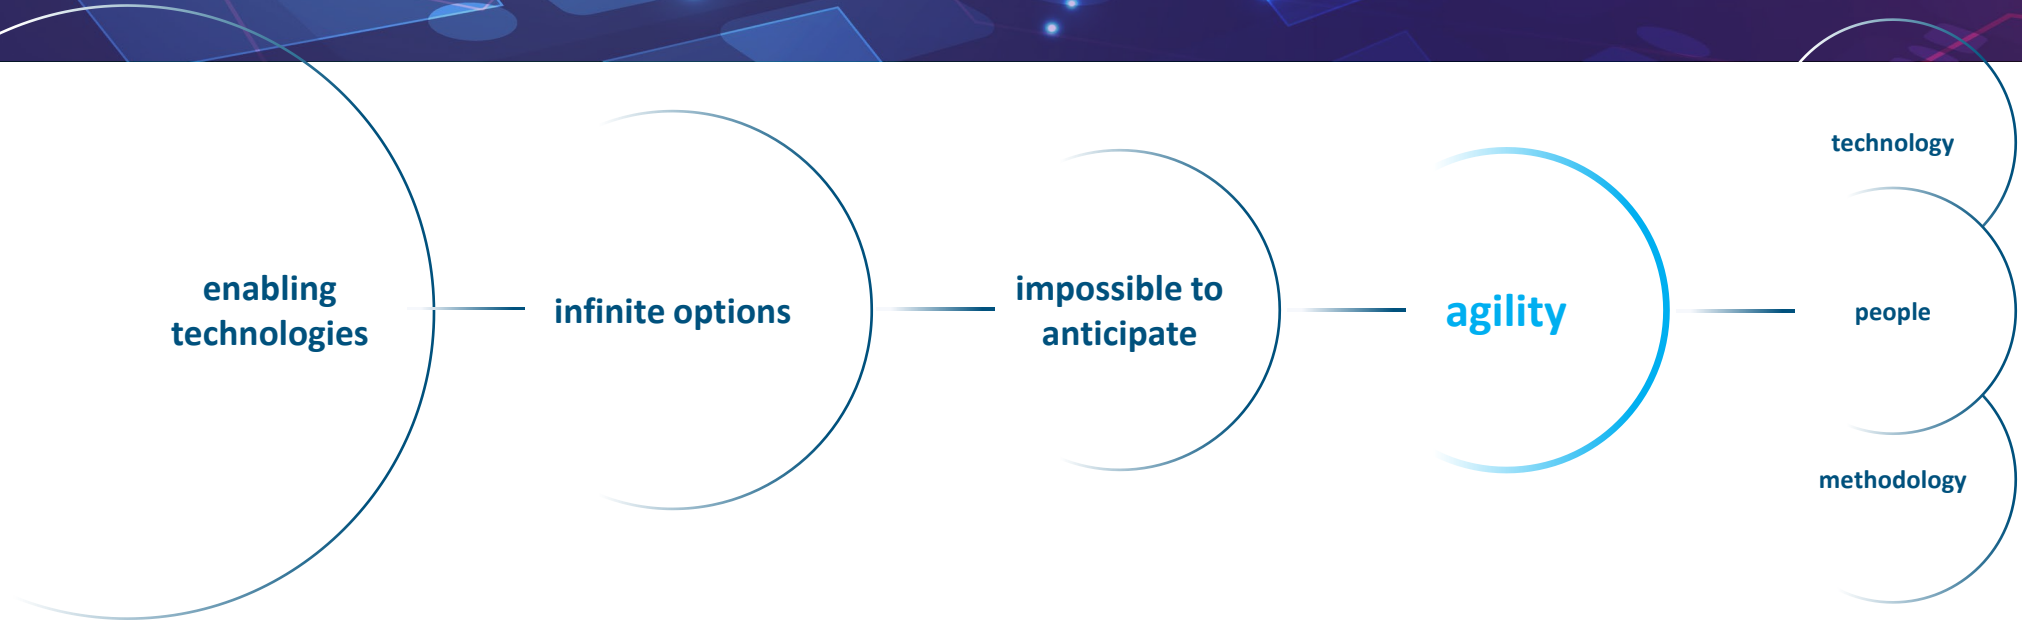 enabling
technologies
infinite options
impossible to
anticipate
agility
technology
people
methodology